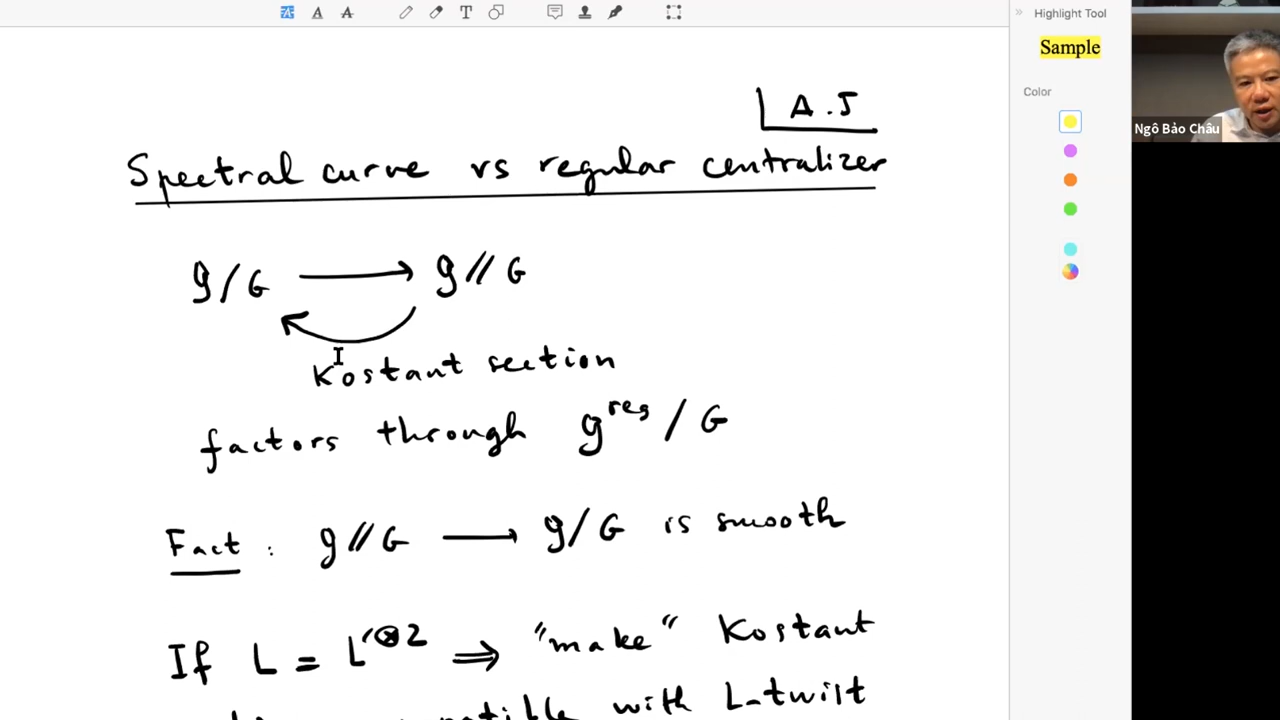 Highlight Tool
Sample
Color
Ngô Bảo Châu
A.J
Spectral curve vs regular centralizer
g/G → g//G
Kostant section
factors through g^reg / G
Fact : g//G → g/G is smooth
If L = L'^⊗2 ⇒ "make" Kostant
with L-twist